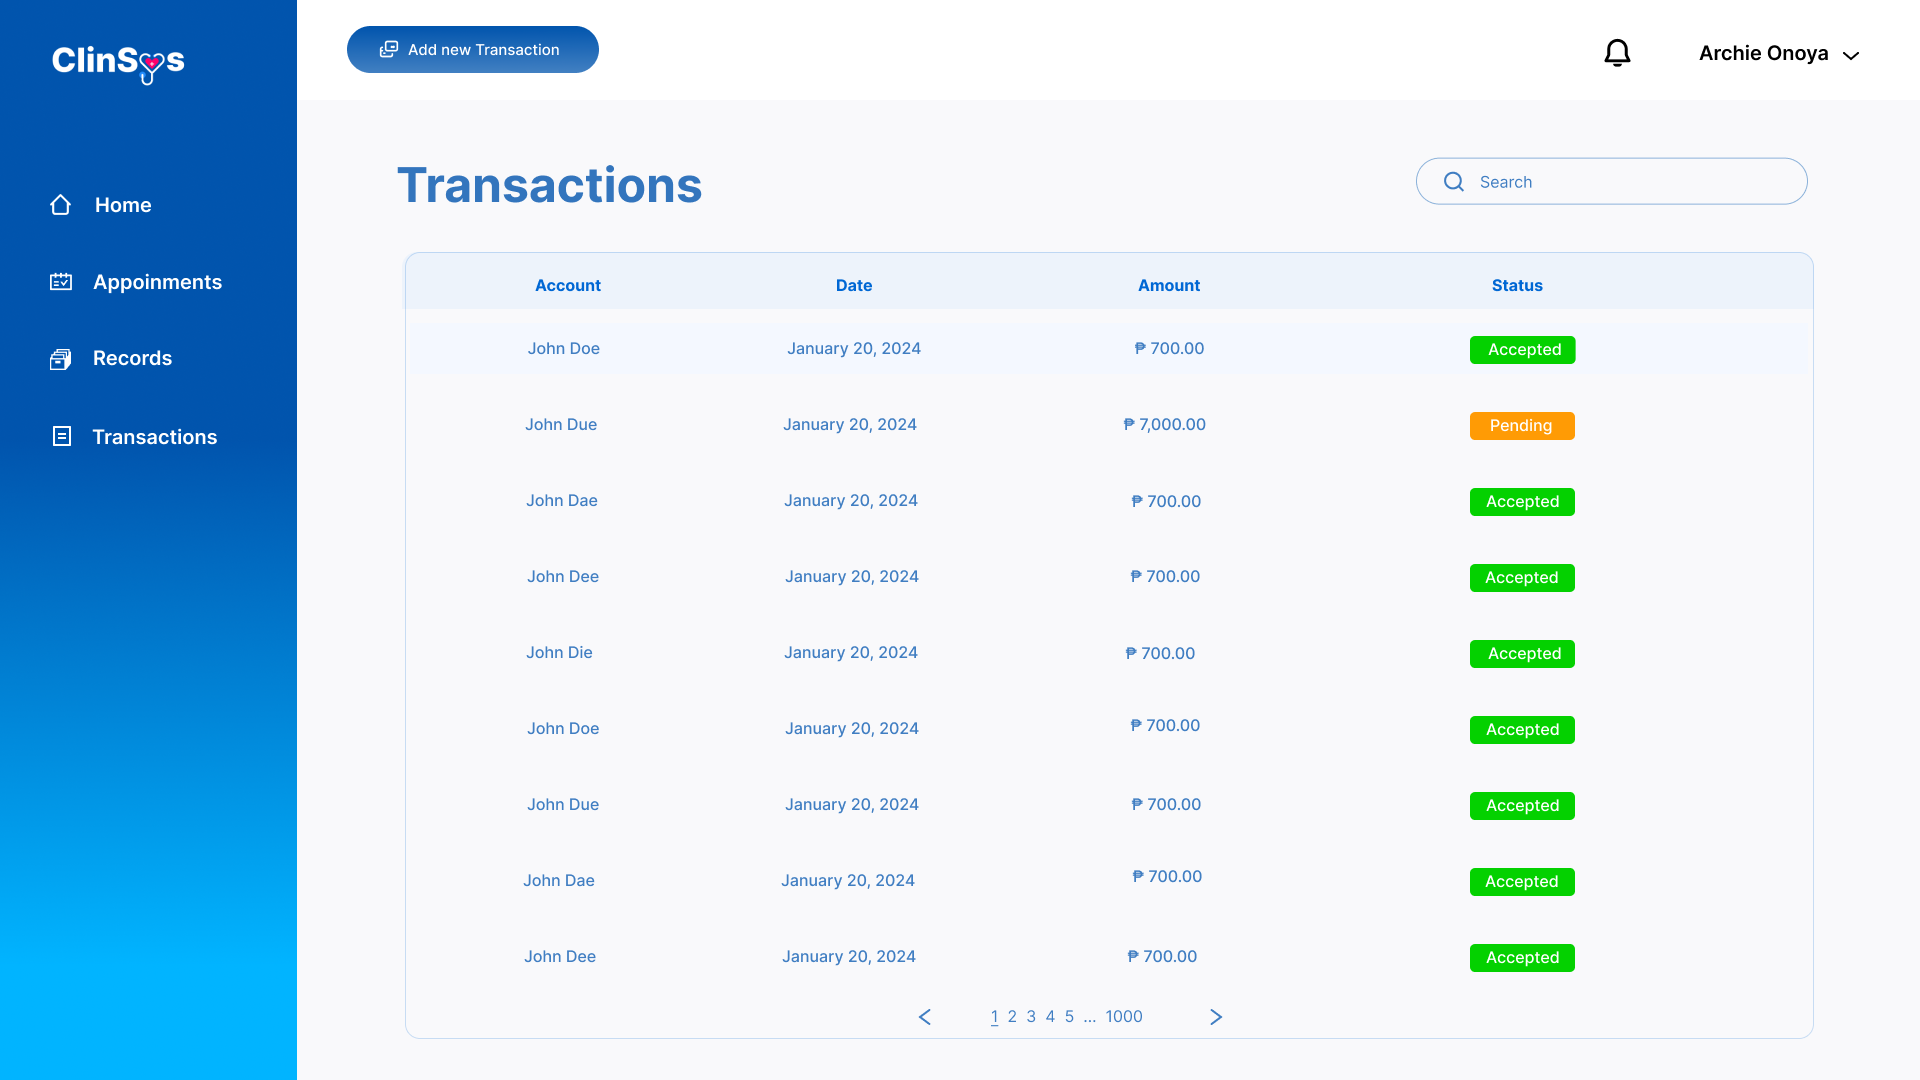 ClinSys
Add new Transaction
Archie Onoya
Home
Appoinments
Records
Transactions
Transactions
Search
Account Date Amount Status
John Doe January 20, 2024 ₱ 700.00 Accepted
John Due January 20, 2024 ₱ 7,000.00 Pending
John Dae January 20, 2024 ₱ 700.00 Accepted
John Dee January 20, 2024 ₱ 700.00 Accepted
John Die January 20, 2024 ₱ 700.00 Accepted
John Doe January 20, 2024 ₱ 700.00 Accepted
John Due January 20, 2024 ₱ 700.00 Accepted
John Dae January 20, 2024 ₱ 700.00 Accepted
John Dee January 20, 2024 ₱ 700.00 Accepted
1 2 3 4 5 ... 1000